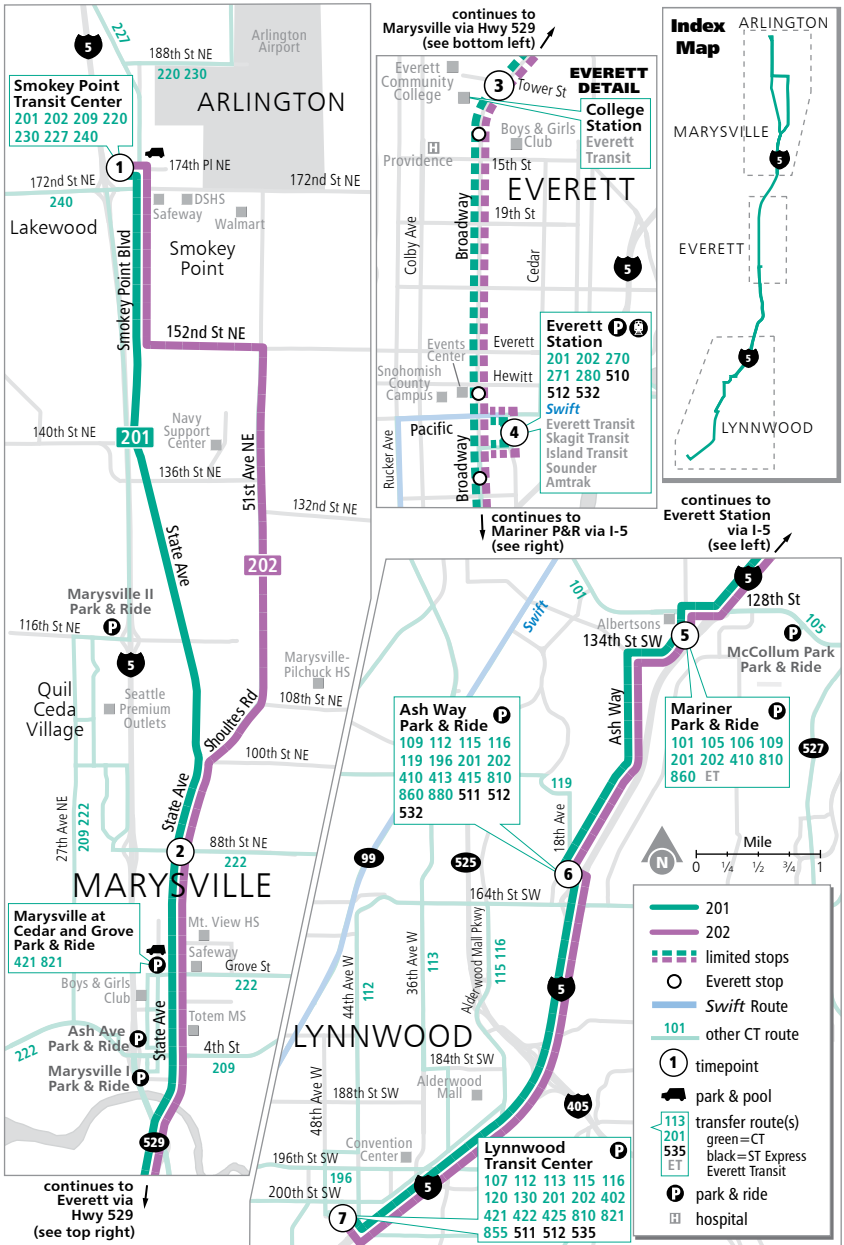 5
227
188th St NE
220 230
Arlington
Airport
ARLINGTON
Smokey Point
Transit Center
201 202 209 220
230 227 240
1
174th Pl NE
172nd St NE
172nd St NE
240
Lakewood
DSHS
Safeway
Walmart
Smokey
Point
Smokey Point Blvd
152nd St NE
201
Navy
Support
Center
140th St NE
136th St NE
51st Ave NE
132nd St NE
State Ave
202
Marysville II
Park & Ride
P
116th St NE
5
Marysville-
Pilchuck HS
Quil
Ceda
Village
Seattle
Premium
Outlets
Shoultes Rd
108th St NE
100th St NE
State Ave
27th Ave NE
209 222
2
88th St NE
222
MARYSVILLE
Marysville at
Cedar and Grove
Park & Ride
421 821
P
Mt. View HS
Safeway
Grove St
222
Boys & Girls
Club
State Ave
Totem MS
Ash Ave
Park & Ride
P
4th St
209
222
Marysville I
Park & Ride
P
529
continues to
Everett via
Hwy 529
(see top right)
continues to
Marysville via Hwy 529
(see bottom left)
EVERETT
DETAIL
Everett
Community
College
3
Tower St
College
Station
Everett
Transit
Boys & Girls
Club
H
Providence
15th St
EVERETT
19th St
Colby Ave
Broadway
Cedar
5
Everett
Station
P
201 202 270
271 280 510
512 532
Swift
Everett Transit
Skagit Transit
Island Transit
Sounder
Amtrak
Everett
Events
Center
Hewitt
Snohomish
County
Campus
Pacific
4
Rucker Ave
Broadway
continues to
Mariner P&R via I-5
(see right)
Index
Map
ARLINGTON
MARYSVILLE
5
EVERETT
5
LYNNWOOD
continues to
Everett Station
via I-5
(see left)
5
128th St
101
Swift
Albertsons
134th St SW
5
P
105
McCollum Park
Park & Ride
Ash Way
Mariner
Park & Ride
P
101 105 106 109
201 202 410 810
860 ET
527
Ash Way
Park & Ride
P
109 112 115 116
119 196 201 202
410 413 415 810
860 880 511 512
532
119
18th Ave
99
525
6
N
Mile
0 ¼ ½ ¾ 1
164th St SW
44th Ave W
112
36th Ave W
113
Alderwood Mall Pkwy
115 116
5
LYNNWOOD
184th St SW
Alderwood
Mall
188th St SW
48th Ave W
405
Convention
Center
196th St SW
196
200th St SW
5
7
Lynnwood
Transit Center
P
107 112 113 115 116
120 130 201 202 402
421 422 425 810 821
855 511 512 535
201
202
limited stops
Everett stop
Swift Route
101
other CT route
1
timepoint
park & pool
113
201
535
ET
transfer route(s)
green=CT
black=ST Express
Everett Transit
P
park & ride
H
hospital